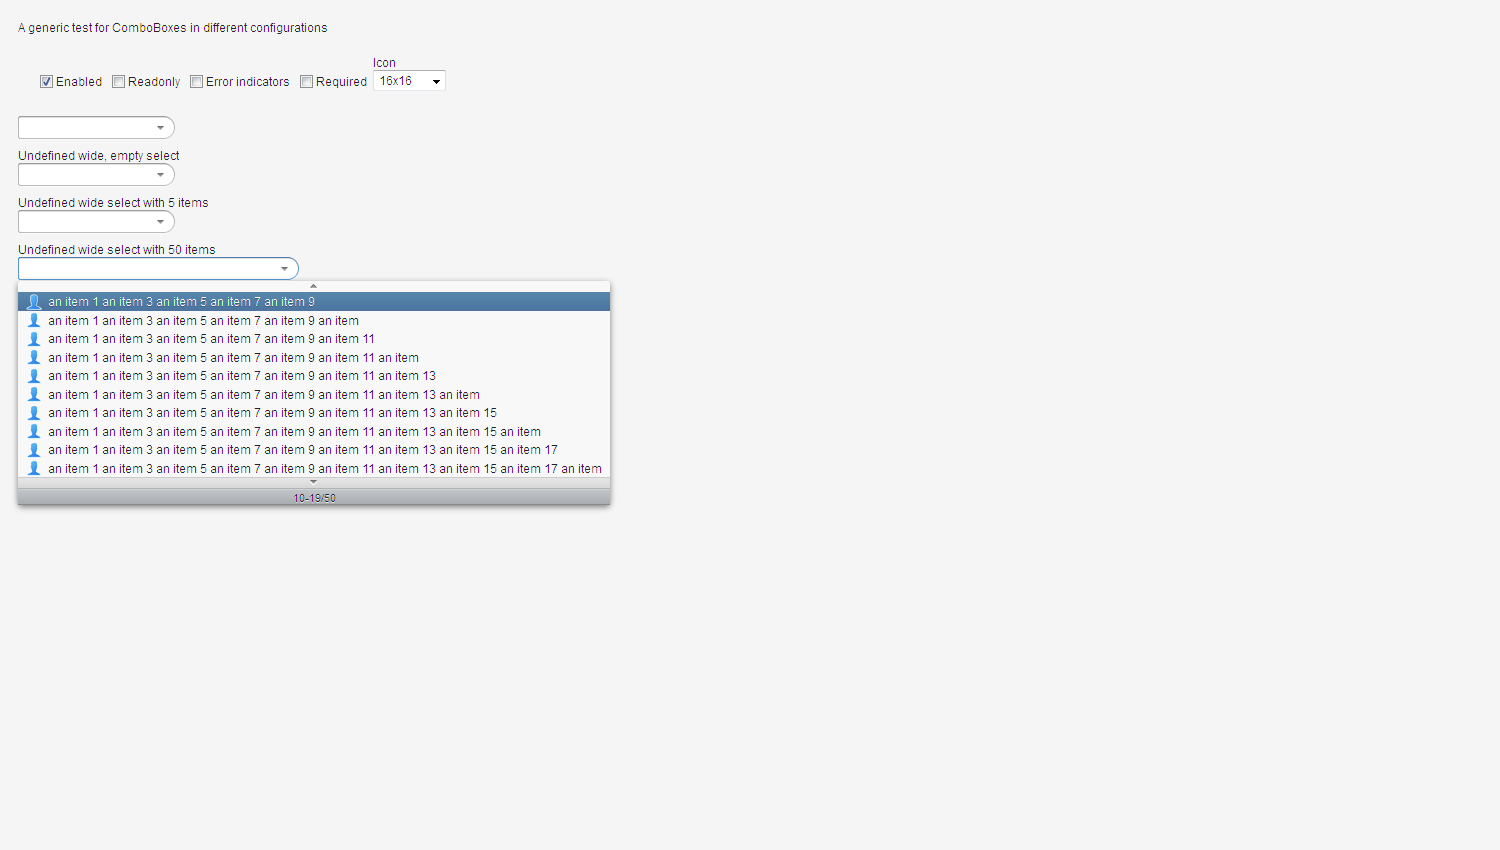 A generic test for ComboBoxes in different configurations
Icon
Enabled Readonly Error indicators Required 16x16
Undefined wide, empty select
Undefined wide select with 5 items
Undefined wide select with 50 items
an item 1 an item 3 an item 5 an item 7 an item 9
an item 1 an item 3 an item 5 an item 7 an item 9 an item
an item 1 an item 3 an item 5 an item 7 an item 9 an item 11
an item 1 an item 3 an item 5 an item 7 an item 9 an item 11 an item
an item 1 an item 3 an item 5 an item 7 an item 9 an item 11 an item 13
an item 1 an item 3 an item 5 an item 7 an item 9 an item 11 an item 13 an item
an item 1 an item 3 an item 5 an item 7 an item 9 an item 11 an item 13 an item 15
an item 1 an item 3 an item 5 an item 7 an item 9 an item 11 an item 13 an item 15 an item
an item 1 an item 3 an item 5 an item 7 an item 9 an item 11 an item 13 an item 15 an item 17
an item 1 an item 3 an item 5 an item 7 an item 9 an item 11 an item 13 an item 15 an item 17 an item
10-19/50